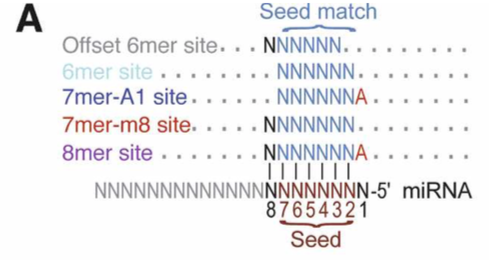 A
Seed match
Offset 6mer site. . . . NNNNNN. . . . . . . . . .
6mer site . . . . . . . . NNNNNN. . . . . . . . .
7mer-A1 site. . . . . . NNNNNNA. . . . . . . .
7mer-m8 site. . . . . NNNNNNN. . . . . . . . .
8mer site . . . . . . . NNNNNNNA. . . . . . . .
NNNNNNNNNNNNNNNNNNNNN-5' miRNA
87654321
Seed